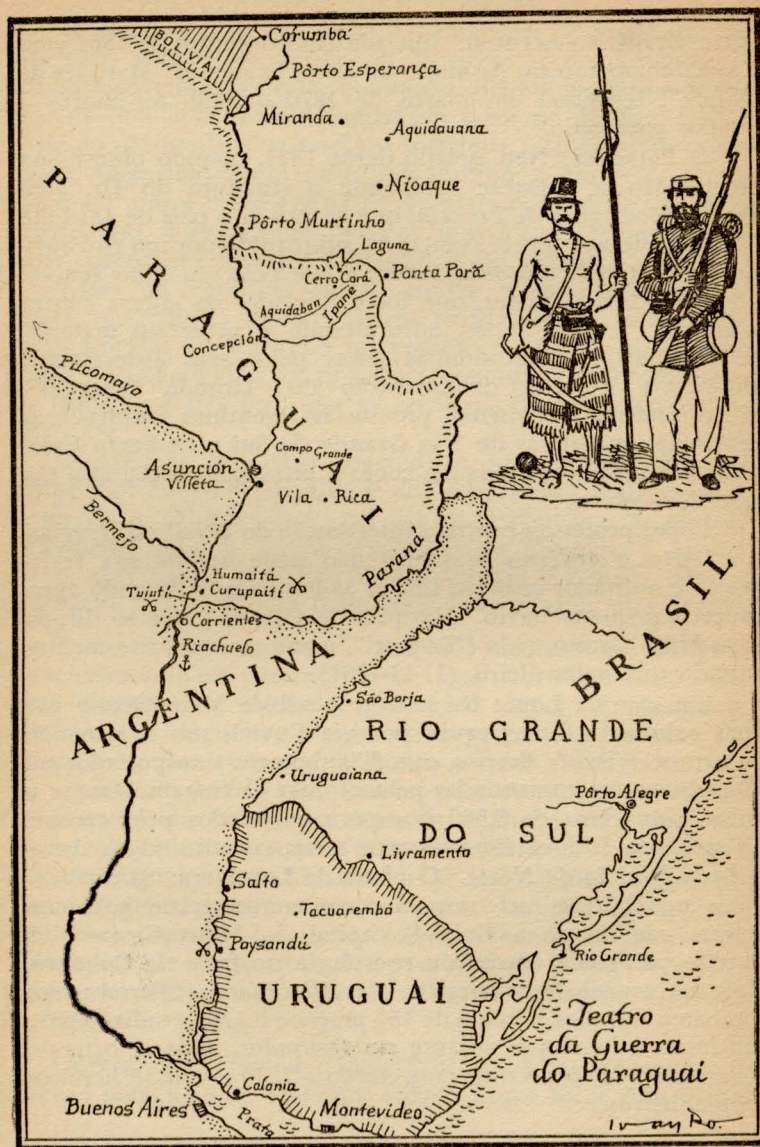 BOLIVIA
Corumbá
Pôrto Esperança
Miranda
Aquidauana
Nioaque
PARAGUAI
Pôrto Murtinho
Laguna
Cerro Corá
Ponta Porã
Aquidaban
Ipané
Concepción
Pilcomayo
Campo Grande
Asunción
Villeta
Vila Rica
Bermejo
Paraná
Humaitá
Tuiutí
Curupaití
Corrientes
Riachuelo
ARGENTINA
BRASIL
São Borja
RIO GRANDE
Uruguaiana
Pôrto Alegre
DO SUL
Livramento
Salto
Tacuarembó
Paysandú
Rio Grande
URUGUAI
Teatro
da Guerra
do Paraguai
Colonia
Buenos Aires
Prata
Montevideo